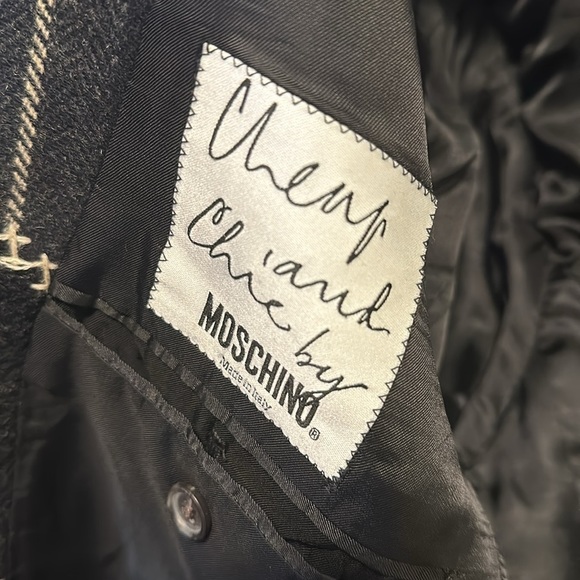 Cheap
and
Chic by
MOSCHINO®
Made in Italy